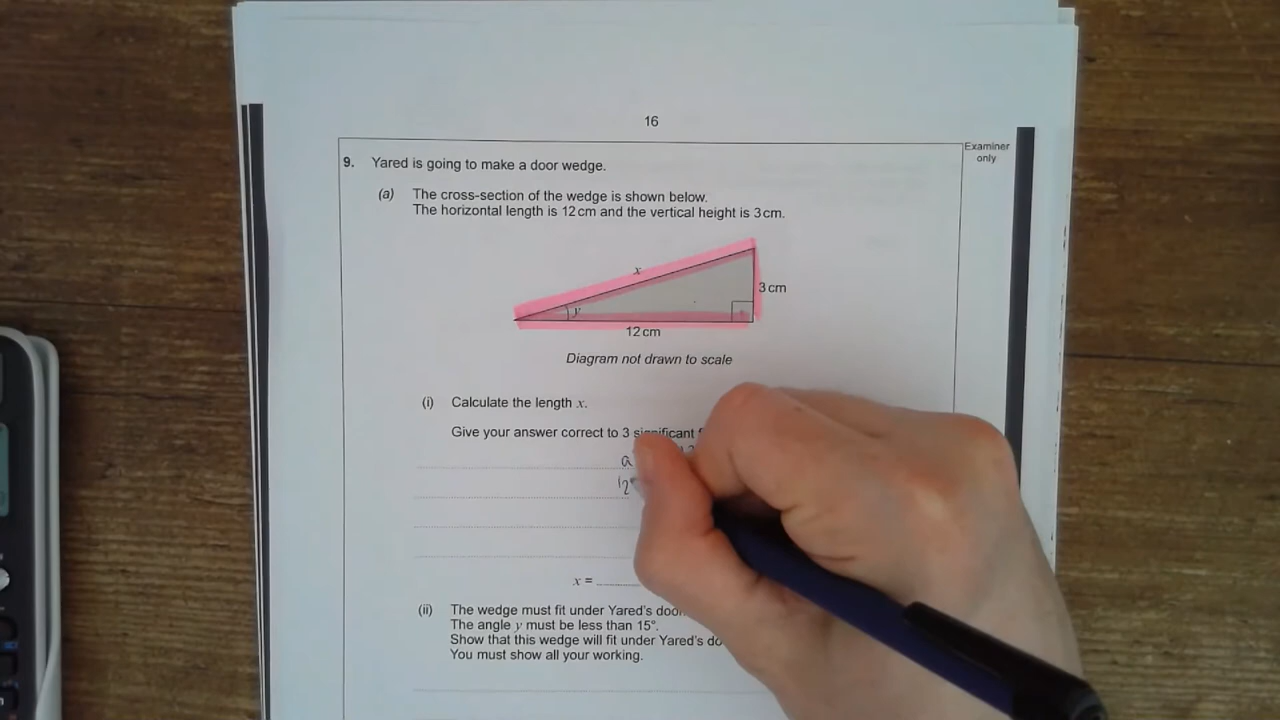 16
Examiner
only
9. Yared is going to make a door wedge.
(a) The cross-section of the wedge is shown below.
The horizontal length is 12 cm and the vertical height is 3 cm.
x
3 cm
y
12 cm
Diagram not drawn to scale
(i) Calculate the length x.
Give your answer correct to 3 significant
a
12
x =
(ii) The wedge must fit under Yared's door.
The angle y must be less than 15°.
Show that this wedge will fit under Yared's
You must show all your working.